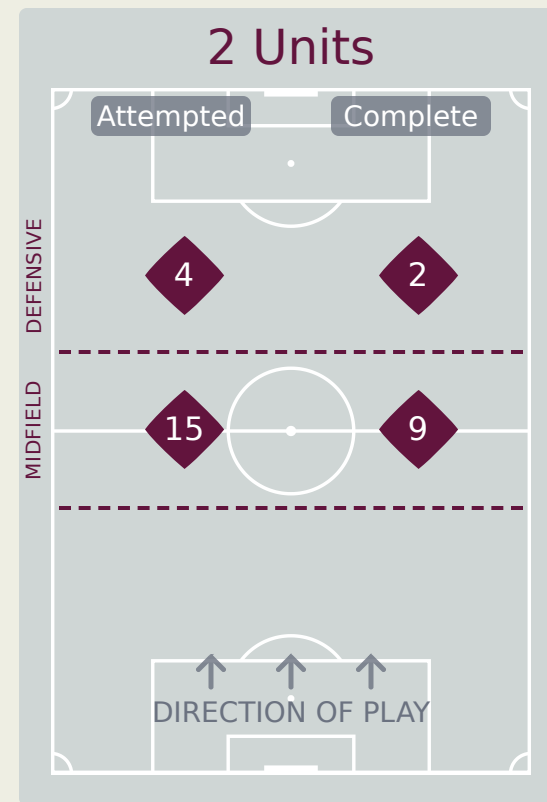 2 Units
Attempted
Complete
DEFENSIVE
4
2
MIDFIELD
15
9
DIRECTION OF PLAY